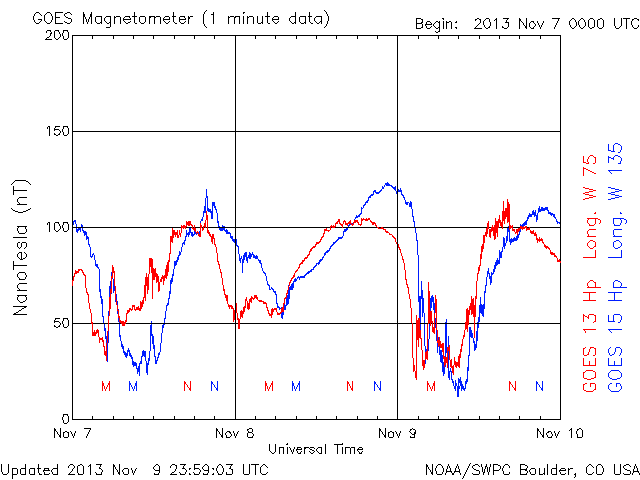 GOES Magnetometer (1 minute data)
Begin: 2013 Nov 7 0000 UTC
200
150
100
50
0
NanoTesla (nT)
M M N N M M N N M N N
Nov 7 Nov 8 Nov 9 Nov 10
Universal Time
GOES 13 Hp Long. W 75
GOES 15 Hp Long. W 135
Updated 2013 Nov 9 23:59:03 UTC
NOAA/SWPC Boulder, CO USA